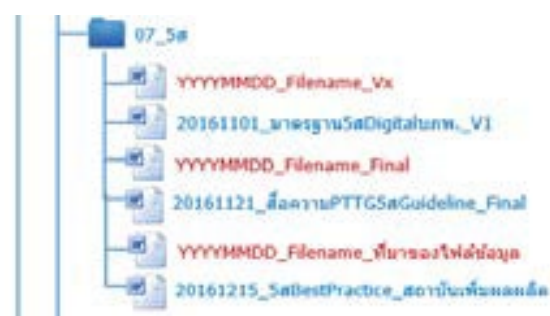 07_5ส
YYYYMMDD_Filename_Vx
20161101_มาตรฐาน5สDigitalบกพ._V1
YYYYMMDD_Filename_Final
20161121_สื่อความPTTG5สGuideline_Final
YYYYMMDD_Filename_ที่มาของไฟล์ข้อมูล
20161215_5สBestPractice_สถาบันเพิ่มผลผลิต